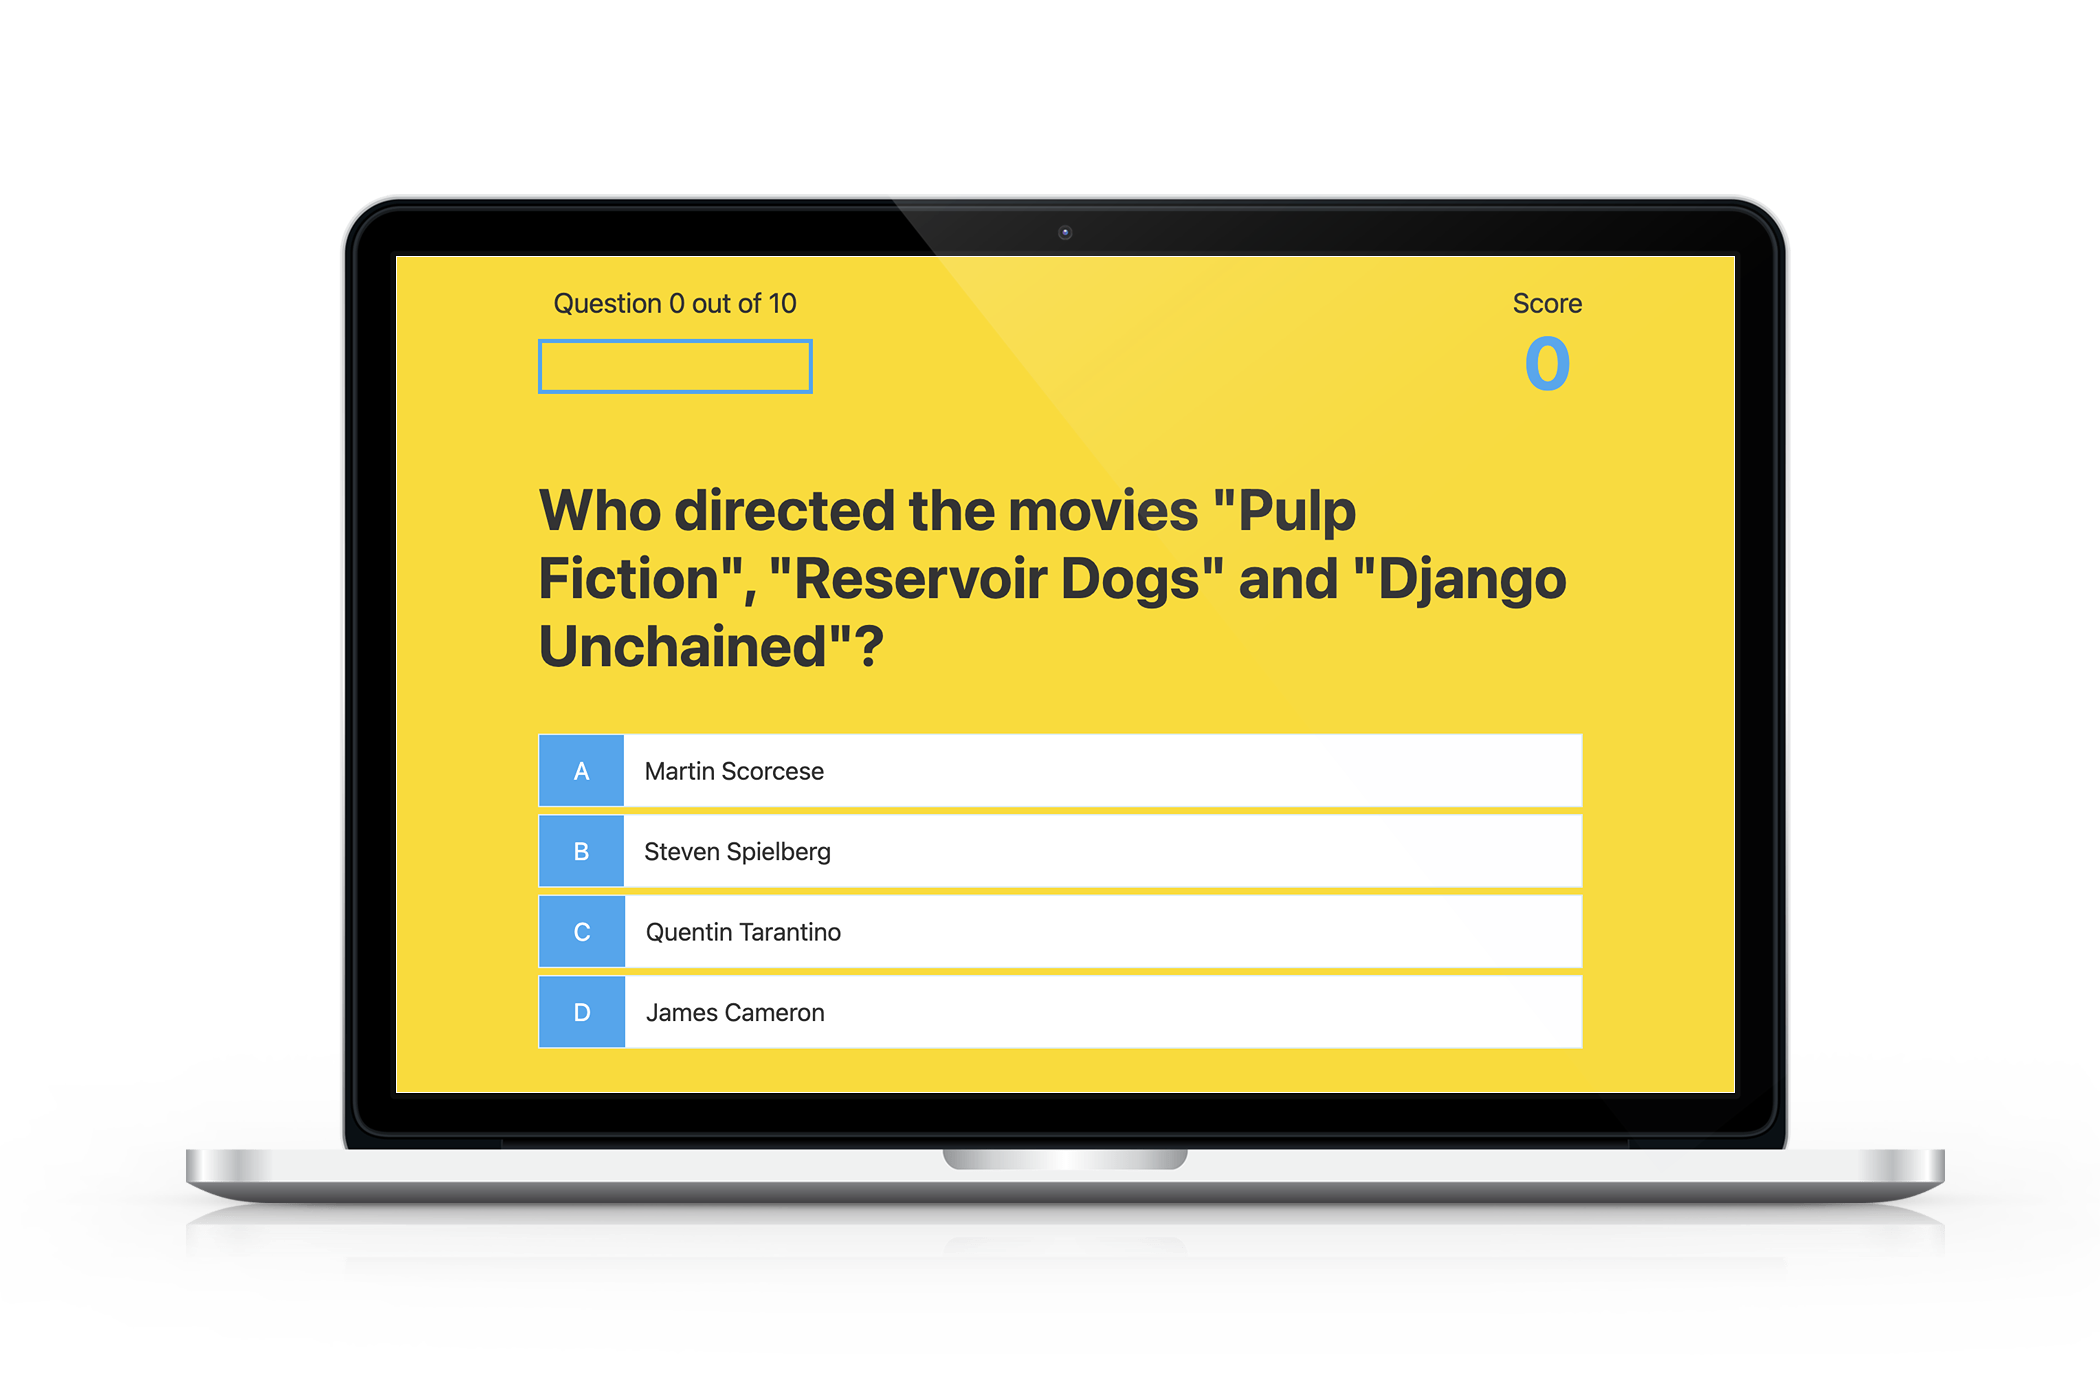 Question 0 out of 10
Score
0
Who directed the movies "Pulp
Fiction", "Reservoir Dogs" and "Django
Unchained"?
A Martin Scorcese
B Steven Spielberg
C Quentin Tarantino
D James Cameron